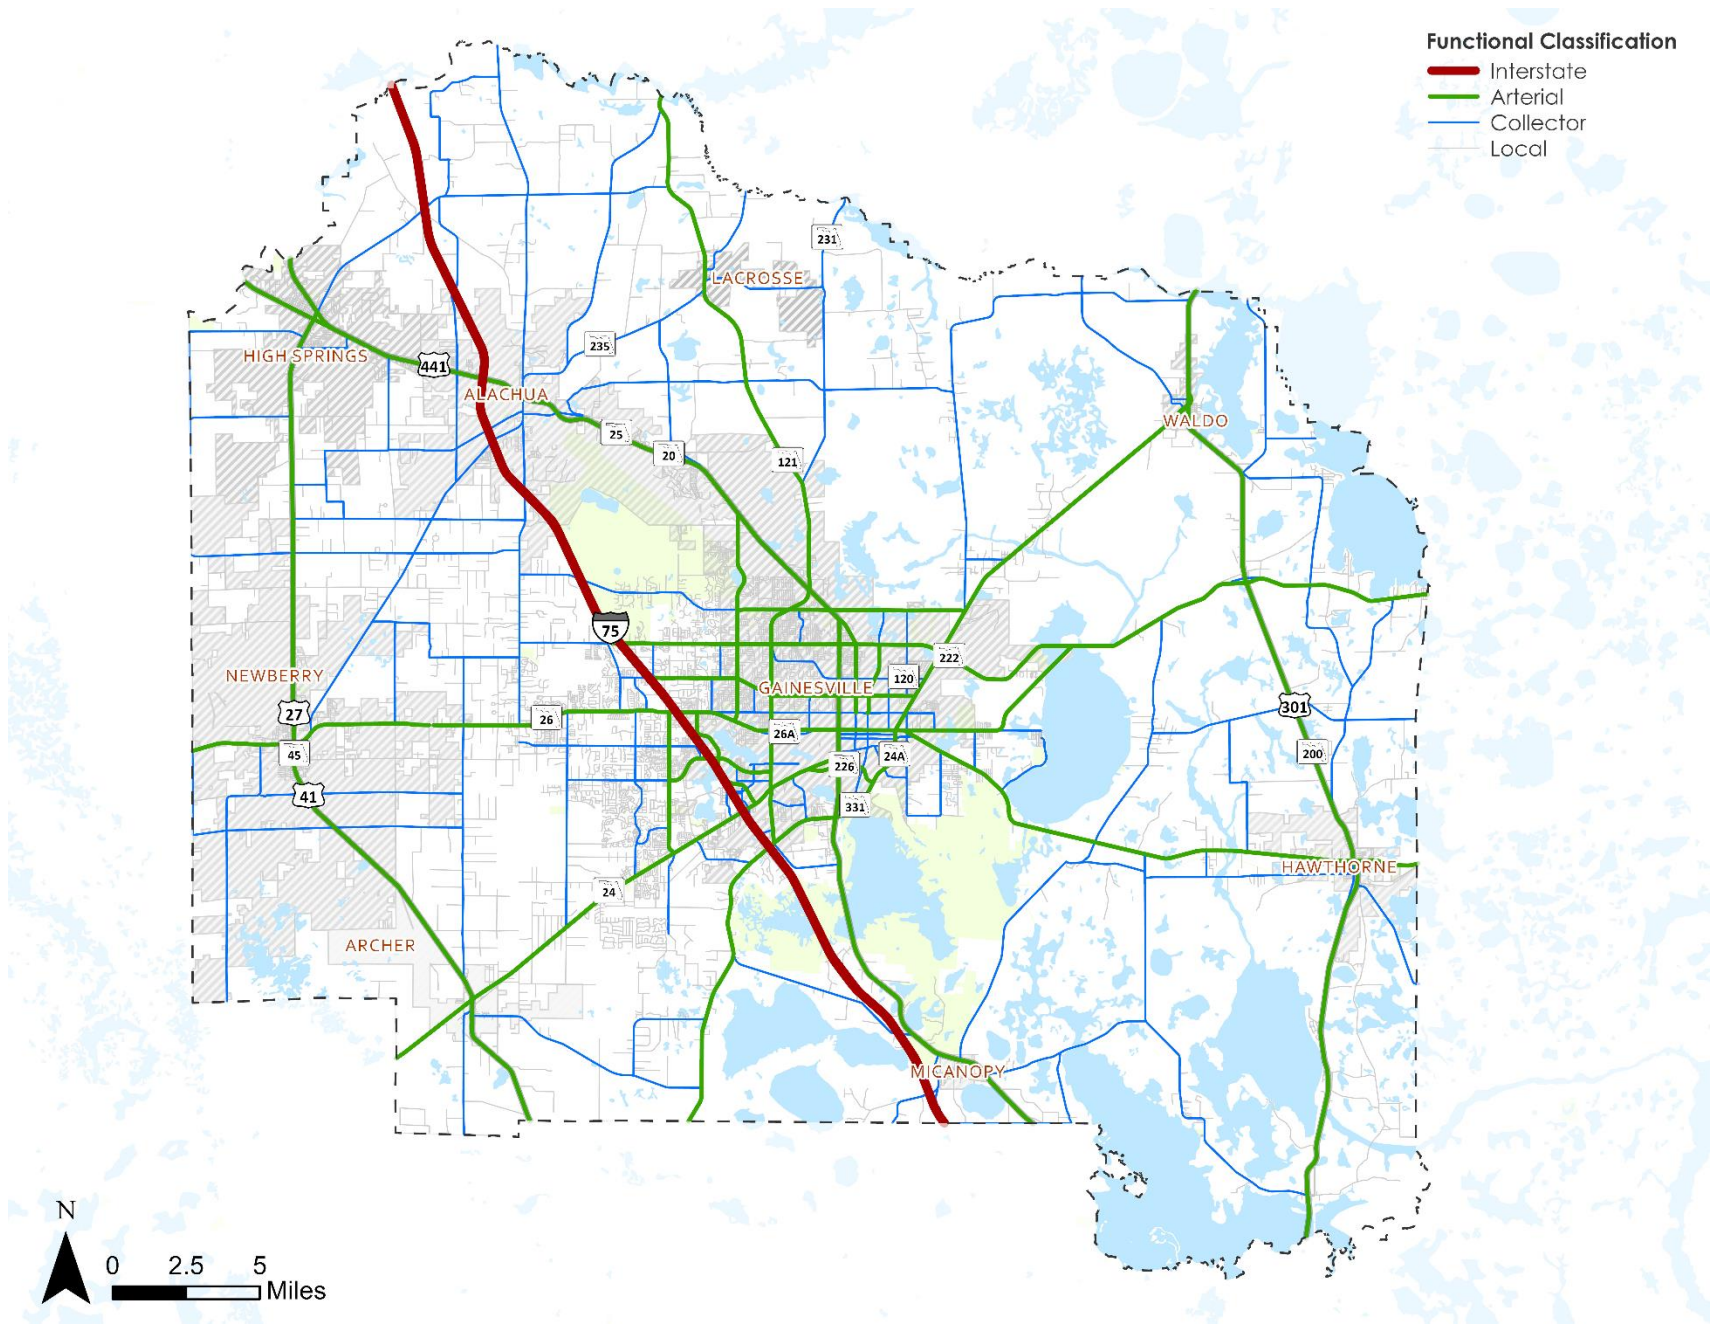 Functional Classification
Interstate
Arterial
Collector
Local
231
LACROSSE
235
HIGH SPRINGS
441
ALACHUA
WALDO
25
20
121
75
222
NEWBERRY
120
GAINESVILLE
27
26
301
26A
45
24A
200
226
41
331
HAWTHORNE
24
ARCHER
MICANOPY
N
0 2.5 5
Miles